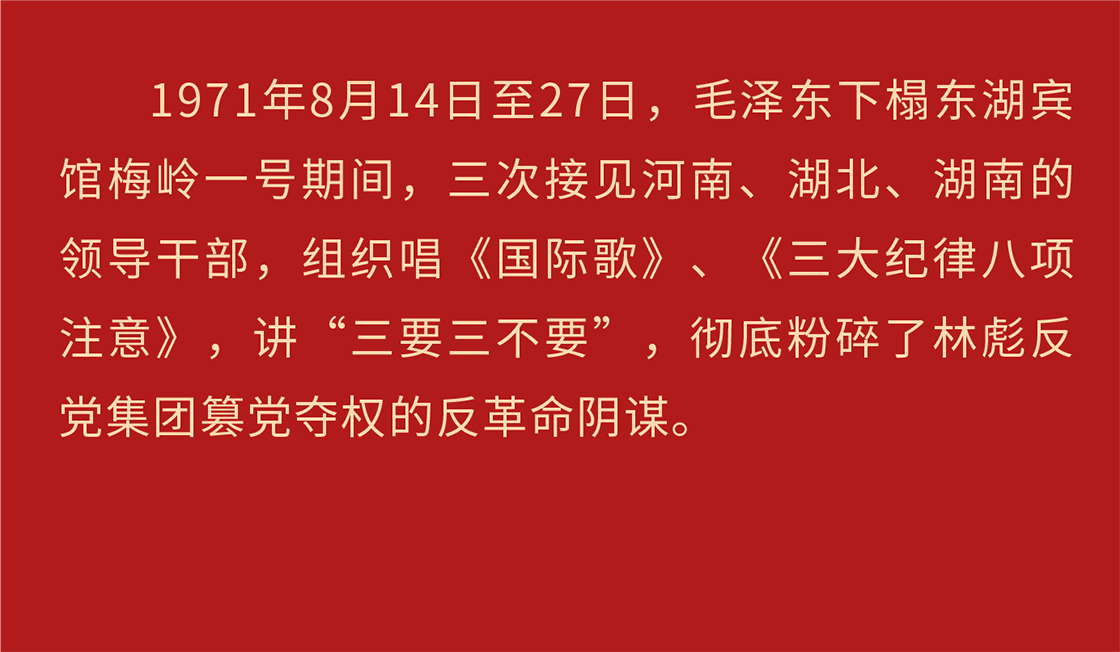 1971年8月14日至27日，毛泽东下榻东湖宾
馆梅岭一号期间，三次接见河南、湖北、湖南的
领导干部，组织唱《国际歌》、《三大纪律八项
注意》，讲“三要三不要”，彻底粉碎了林彪反
党集团篡党夺权的反革命阴谋。